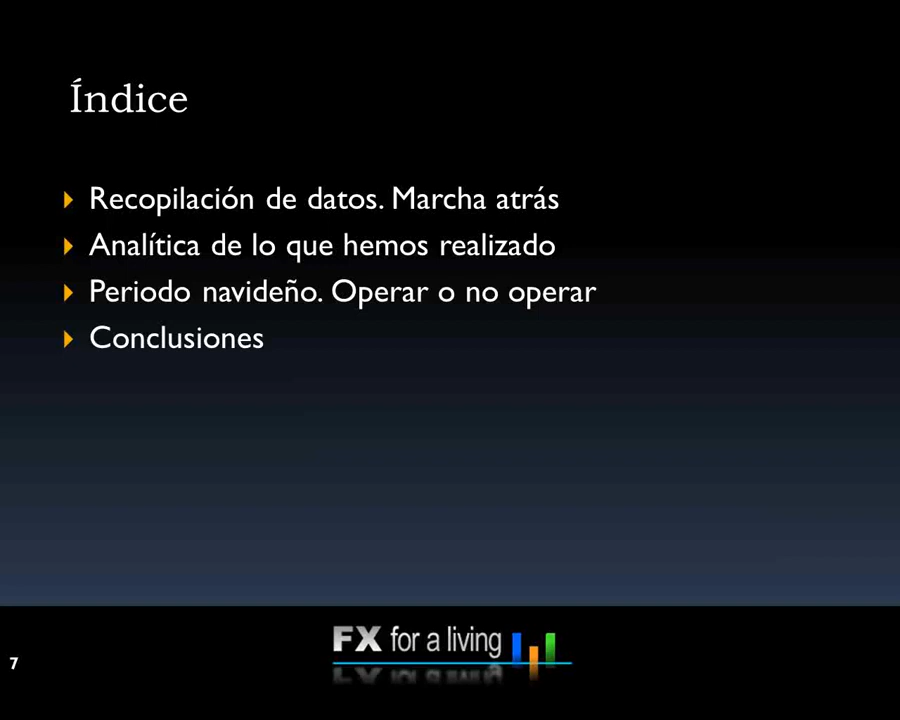 Índice
Recopilación de datos. Marcha atrás
Analítica de lo que hemos realizado
Periodo navideño. Operar o no operar
Conclusiones
FX for a living
7